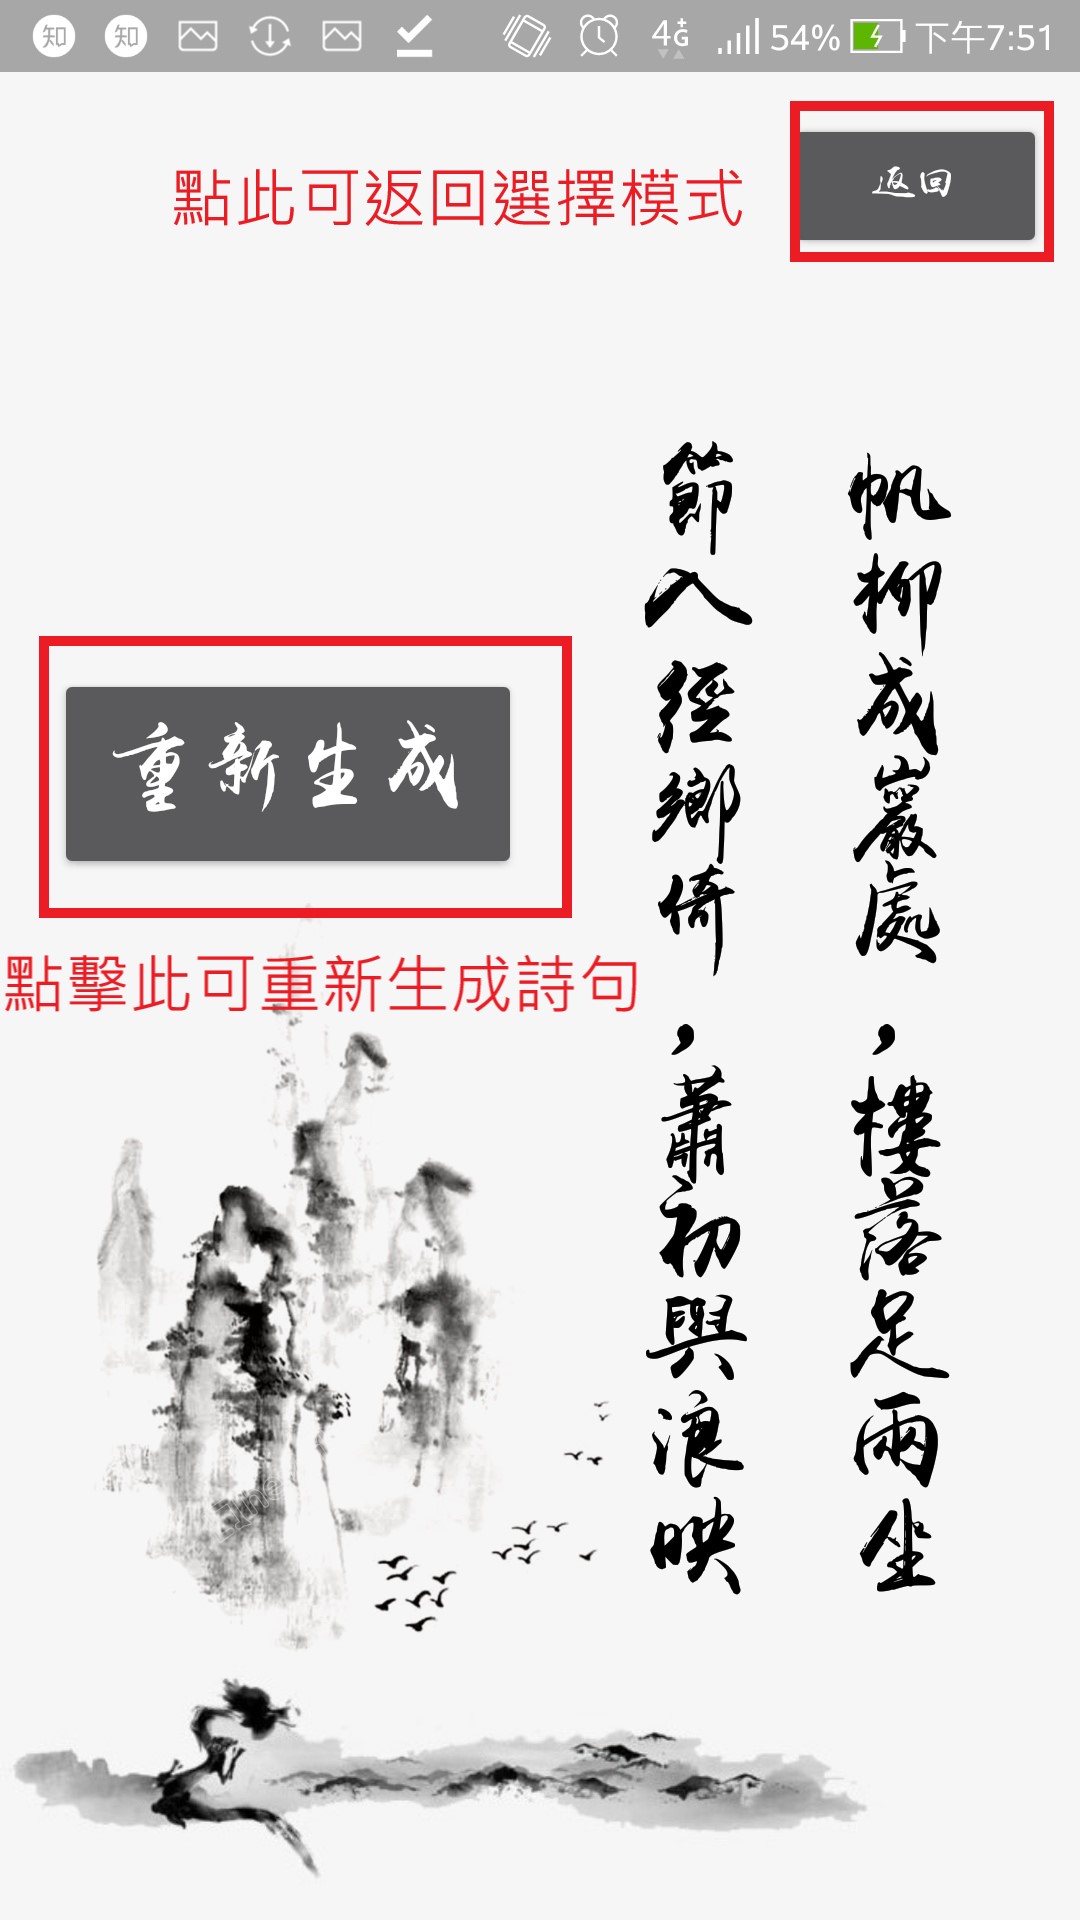 知 知 4G 54% 下午7:51
點此可返回選擇模式
返回
帆柳成巖處，樓落足兩坐
節入徑鄉倚，蕭初與浪映
重新生成
點擊此可重新生成詩句